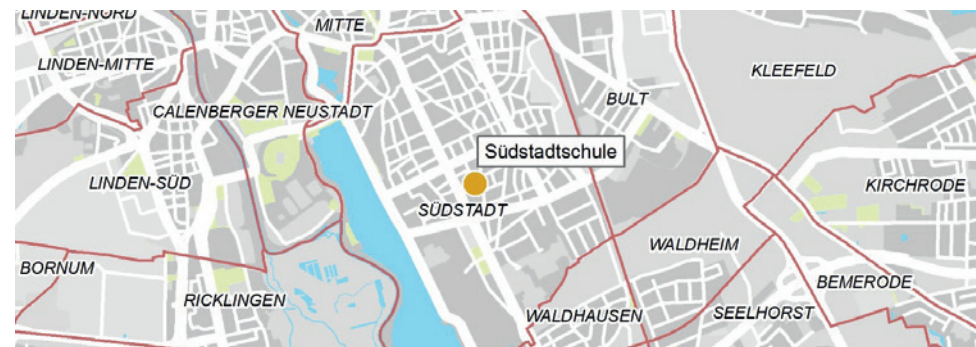 LINDEN-NORD
MITTE
LINDEN-MITTE
KLEEFELD
BULT
CALENBERGER NEUSTADT
Südstadtschule
LINDEN-SÜD
KIRCHRODE
SÜDSTADT
WALDHEIM
BORNUM
BEMERODE
RICKLINGEN
WALDHAUSEN
SEELHORST